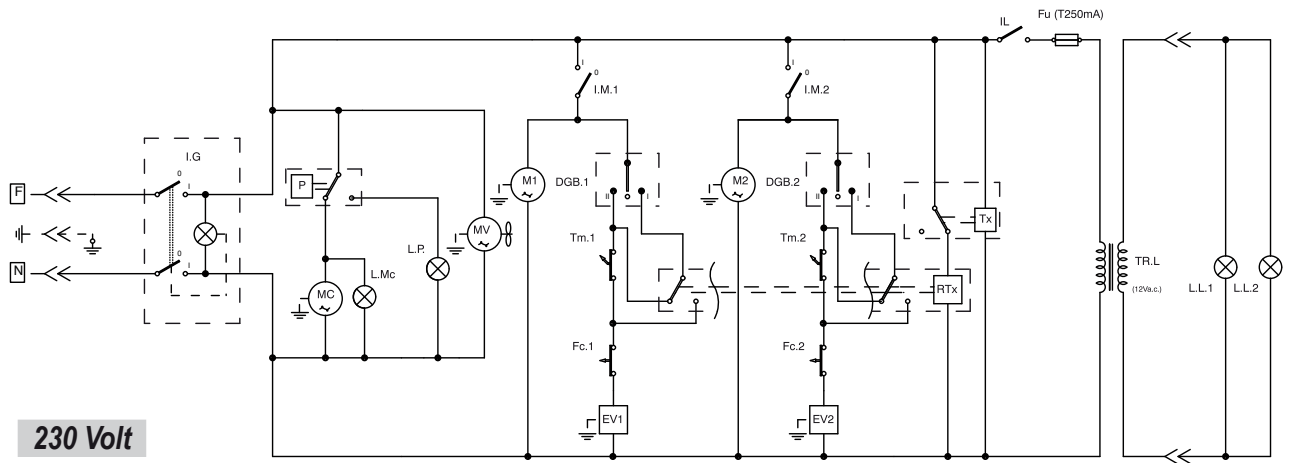 IL Fu (T250mA)
I
0
I.M.1
I
0
I.M.2
I.G
0
I
F
N
0
I
P
L.P.
L.Mc
MC
MV
M1
DGB.1
II
I
Tm.1
Fc.1
EV1
M2
DGB.2
II
I
Tm.2
Fc.2
EV2
Tx
RTx
TR.L
(12Va.c.)
L.L.1 L.L.2
230 Volt